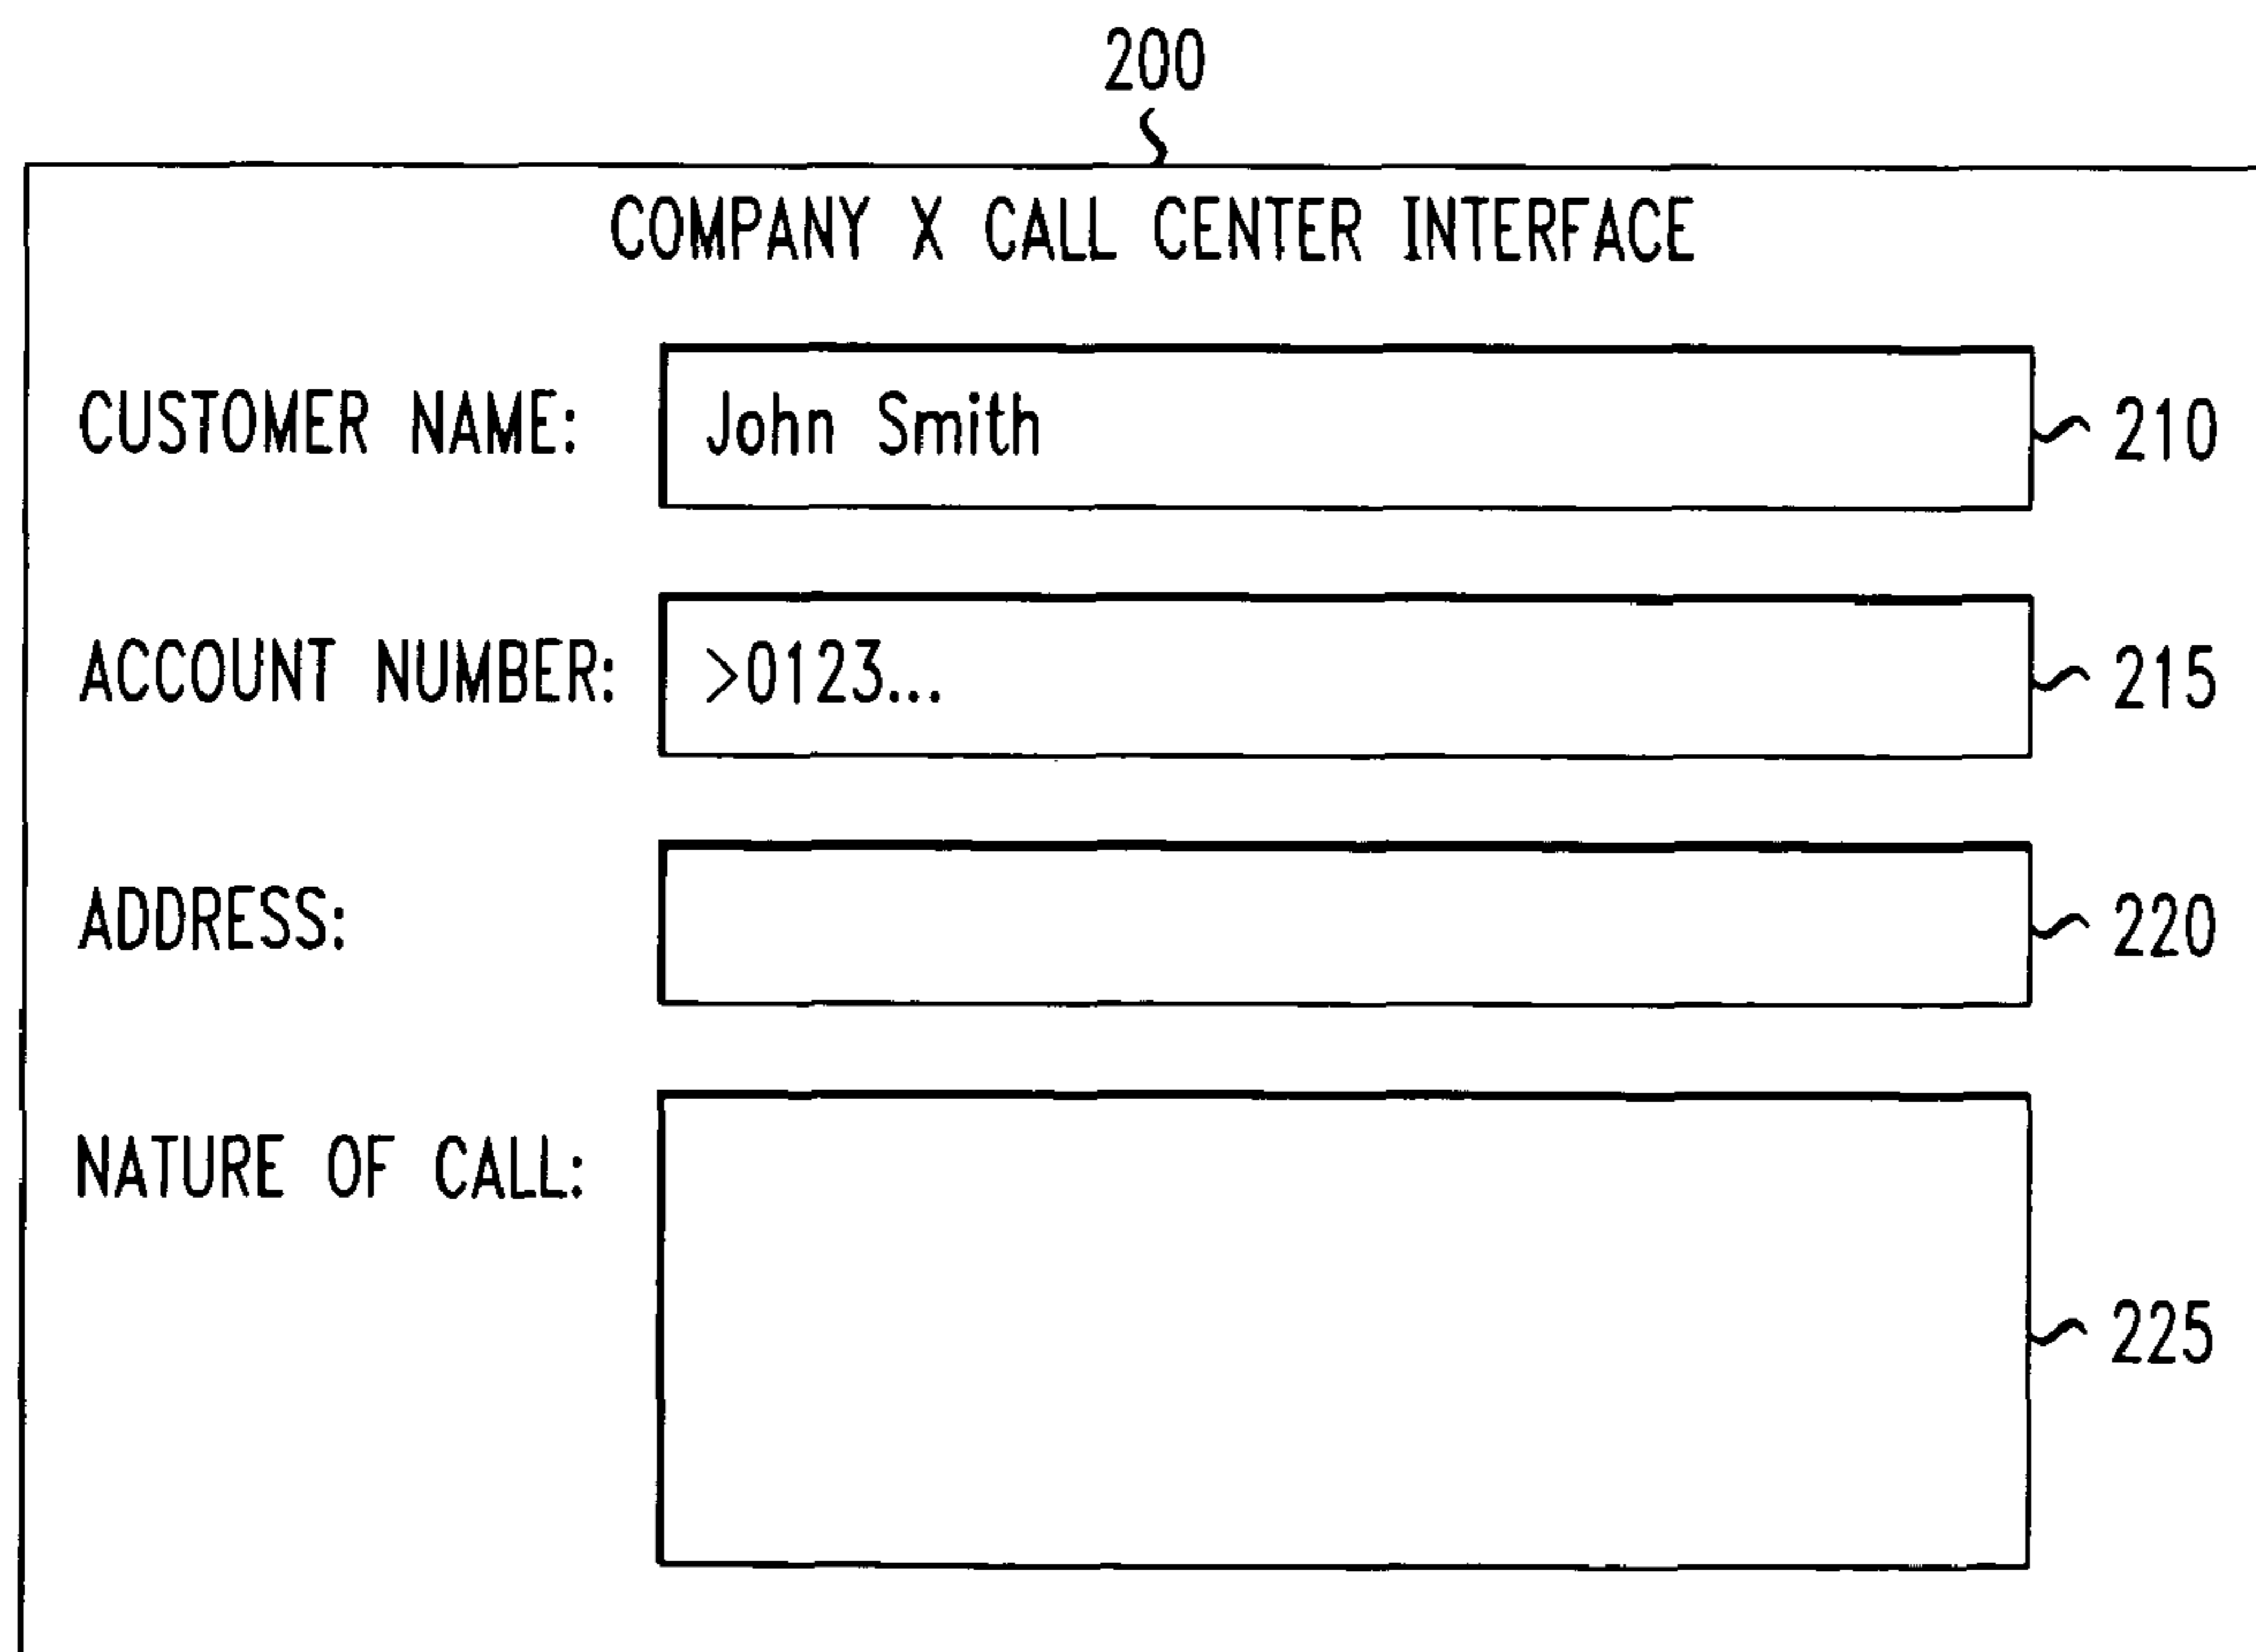 200
COMPANY X CALL CENTER INTERFACE
CUSTOMER NAME: John Smith 210
ACCOUNT NUMBER: >0123... 215
ADDRESS: 220
NATURE OF CALL:
225